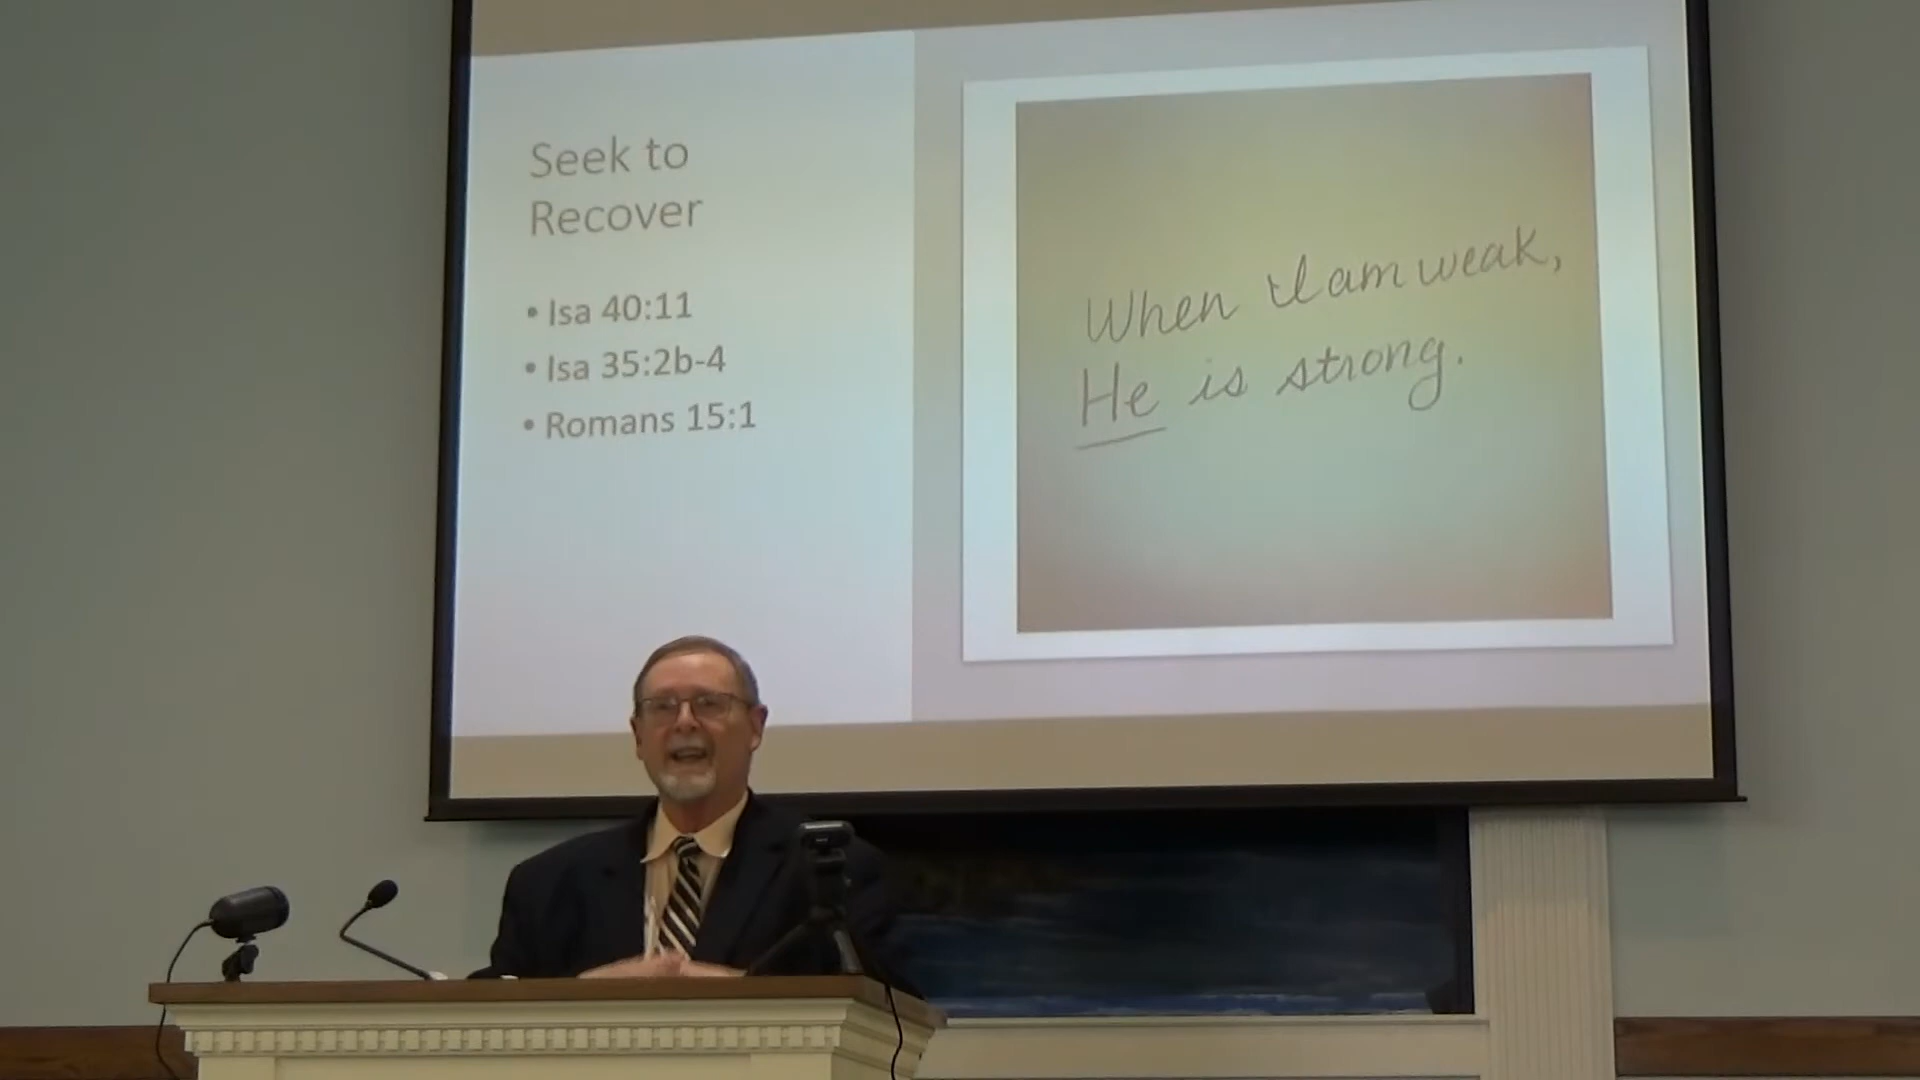 Seek to
Recover
• Isa 40:11
• Isa 35:2b-4
• Romans 15:1
When I am weak,
He is strong.